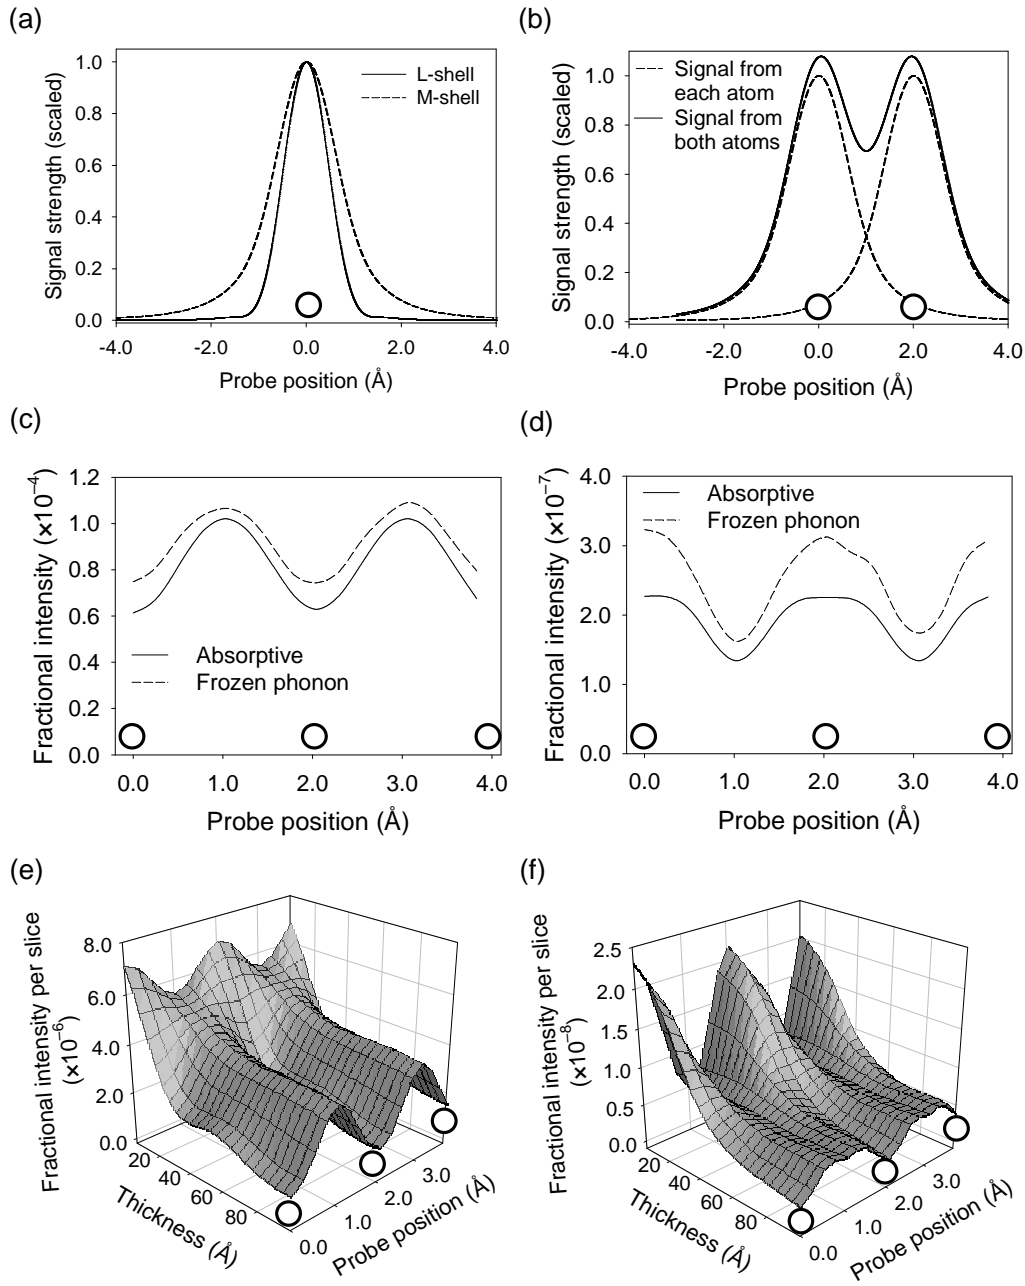 (a)
(b)
Signal strength (scaled)
1.0
0.8
0.6
0.4
0.2
0.0
L-shell
M-shell
-4.0
-2.0
0.0
2.0
4.0
Probe position (Å)
Signal strength (scaled)
1.0
0.8
0.6
0.4
0.2
0.0
Signal from
each atom
Signal from
both atoms
-4.0
-2.0
0.0
2.0
4.0
Probe position (Å)
(c)
(d)
Fractional intensity (×10⁻⁴)
1.2
1.0
0.8
0.6
0.4
0.2
0.0
Absorptive
Frozen phonon
0.0
1.0
2.0
3.0
4.0
Probe position (Å)
Fractional intensity (×10⁻⁷)
4.0
3.0
2.0
1.0
0.0
Absorptive
Frozen phonon
0.0
1.0
2.0
3.0
4.0
Probe position (Å)
(e)
(f)
Fractional intensity per slice
(×10⁻⁶)
8.0
6.0
4.0
2.0
0.0
20
40
60
80
Thickness (Å)
0.0
1.0
2.0
3.0
Probe position (Å)
Fractional intensity per slice
(×10⁻⁸)
2.5
2.0
1.5
1.0
0.5
0.0
20
40
60
80
Thickness (Å)
0.0
1.0
2.0
3.0
Probe position (Å)